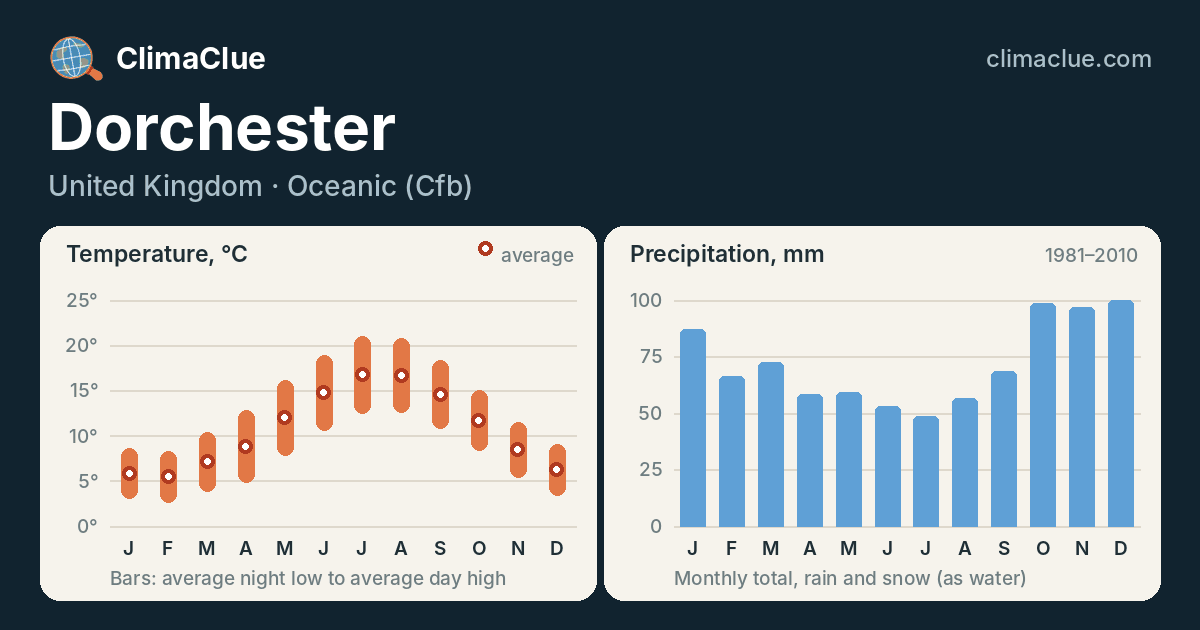 ClimaClue
climaclue.com
Dorchester
United Kingdom · Oceanic (Cfb)
Temperature, °C
average
25°
20°
15°
10°
5°
0°
J F M A M J J A S O N D
Bars: average night low to average day high
Precipitation, mm
1981–2010
100
75
50
25
0
J F M A M J J A S O N D
Monthly total, rain and snow (as water)